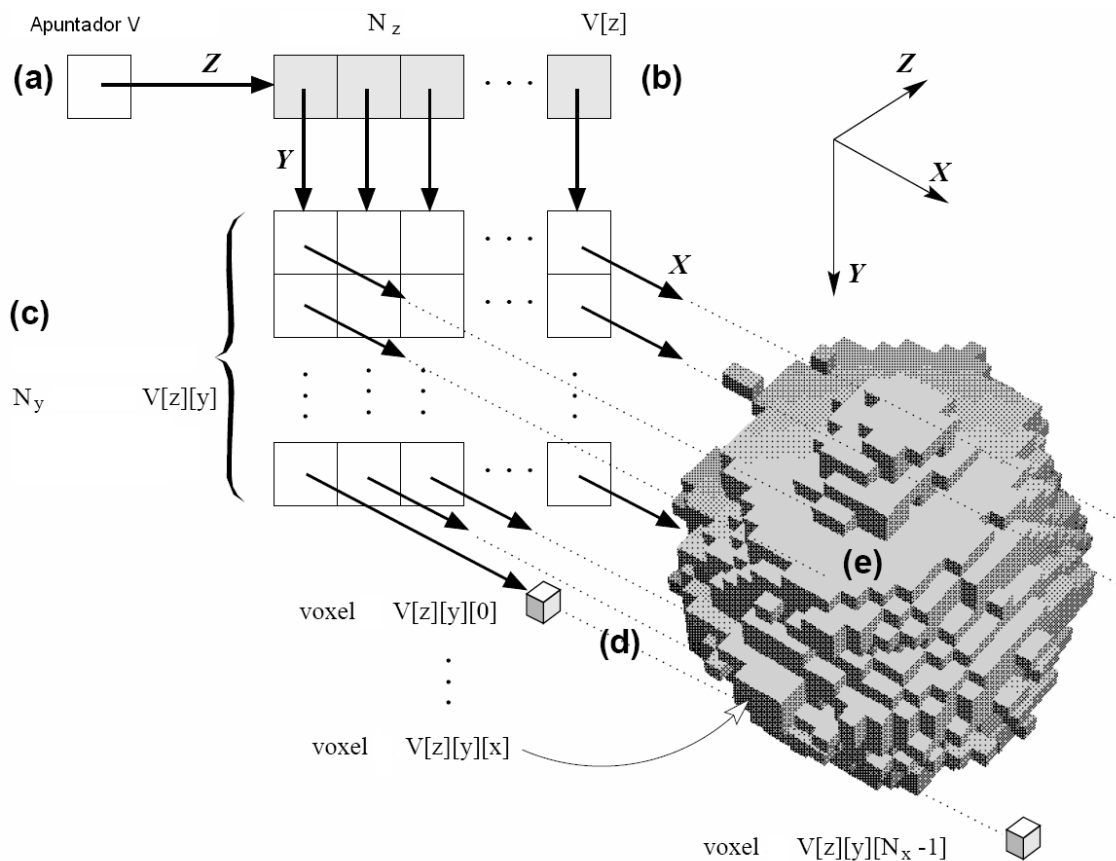 Apuntador V N z V[z]
(a) Z (b) Z
Y X
X
Y
(c)
N y V[z][y]
(e)
voxel V[z][y][0]
(d)
voxel V[z][y][x]
voxel V[z][y][N x -1]